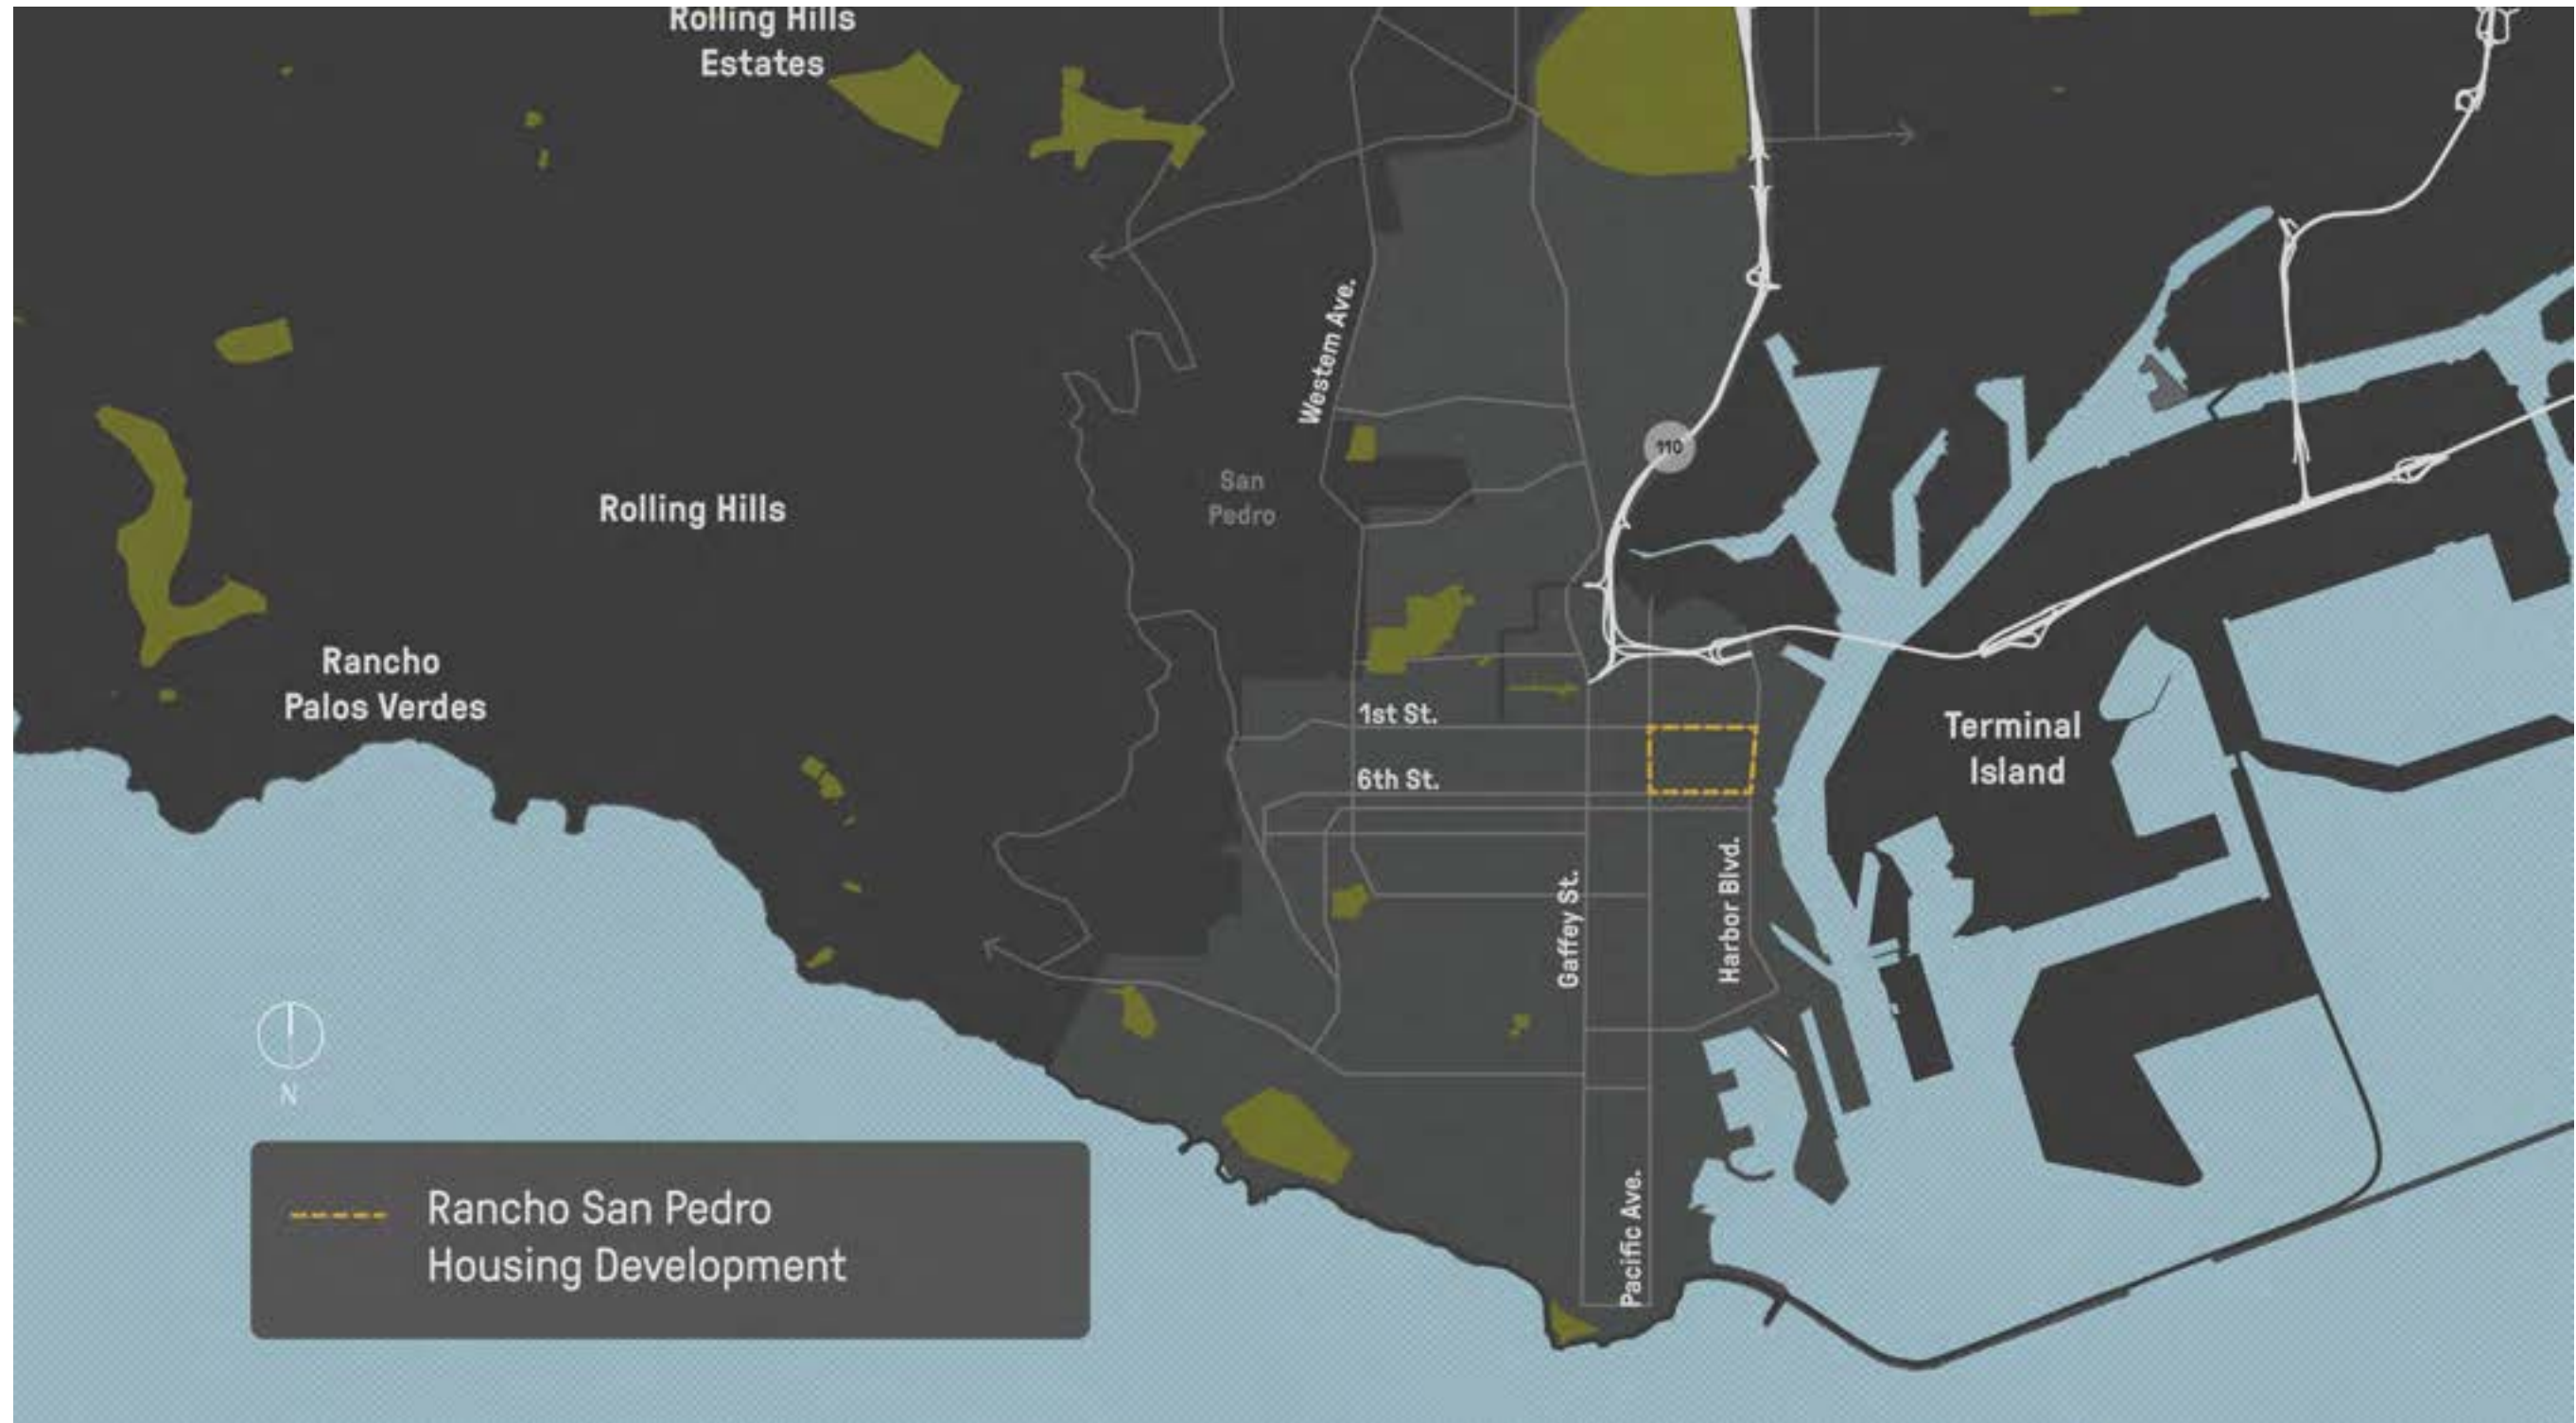 Rolling Hills
Estates
Western Ave.
110
San
Pedro
Rolling Hills
Rancho
Palos Verdes
1st St.
6th St.
Terminal
Island
Gaffey St.
Harbor Blvd.
Pacific Ave.
N
Rancho San Pedro
Housing Development